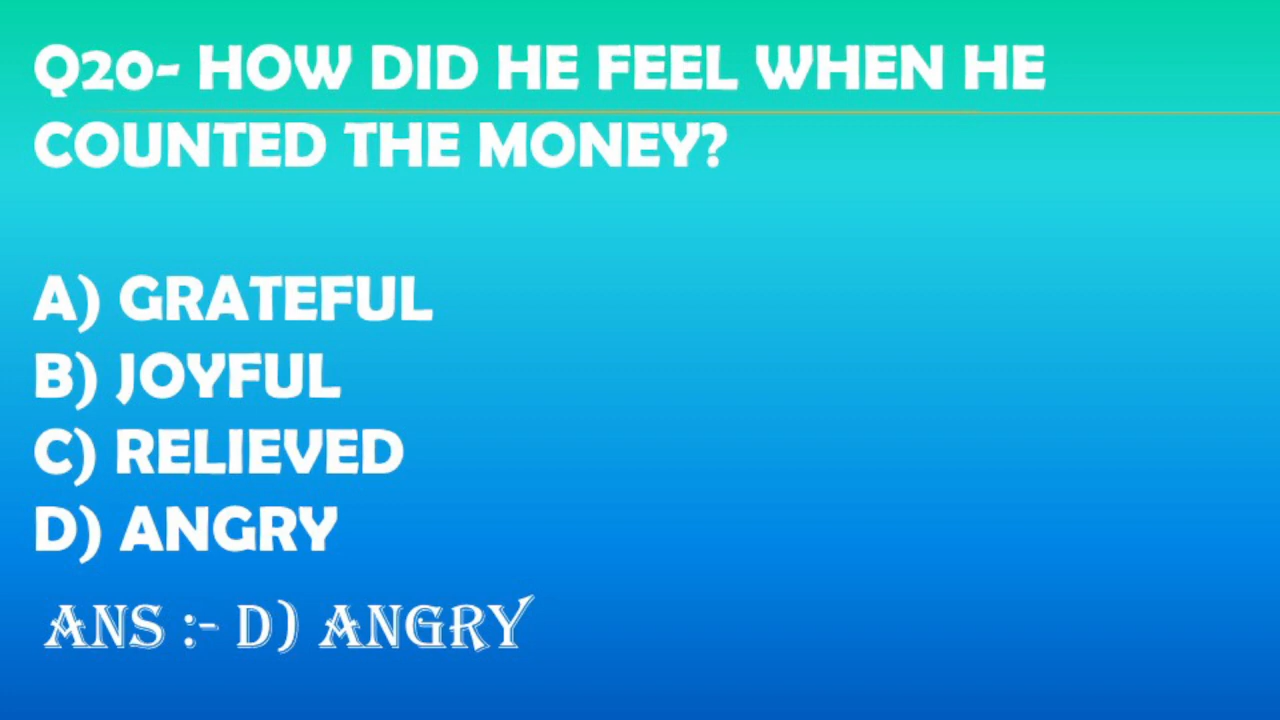 Q20- HOW DID HE FEEL WHEN HE
COUNTED THE MONEY?
A) GRATEFUL
B) JOYFUL
C) RELIEVED
D) ANGRY
ANS :- D) ANGRY